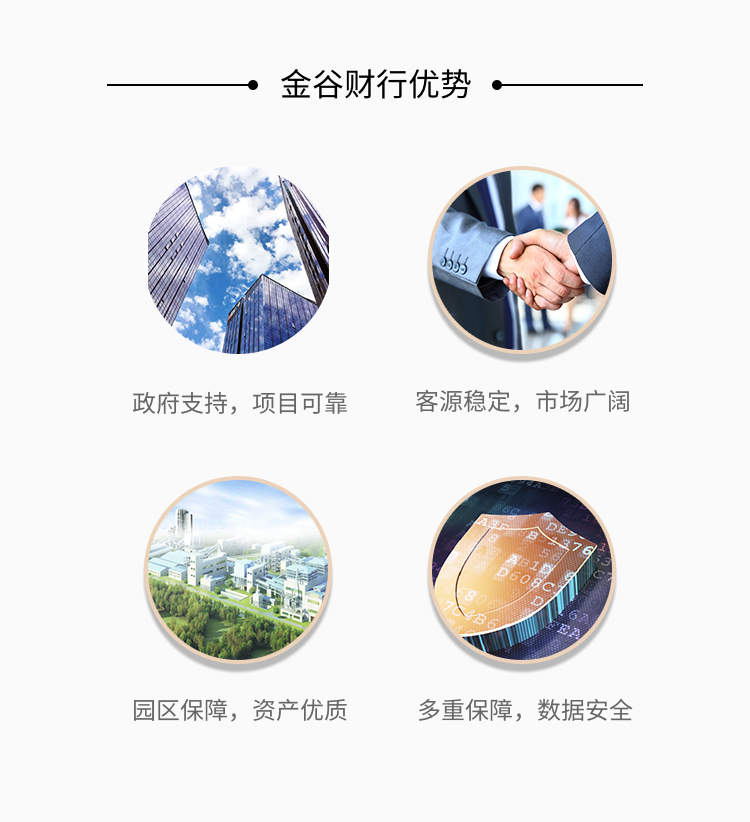 金谷财行优势
政府支持，项目可靠
客源稳定，市场广阔
园区保障，资产优质
多重保障，数据安全